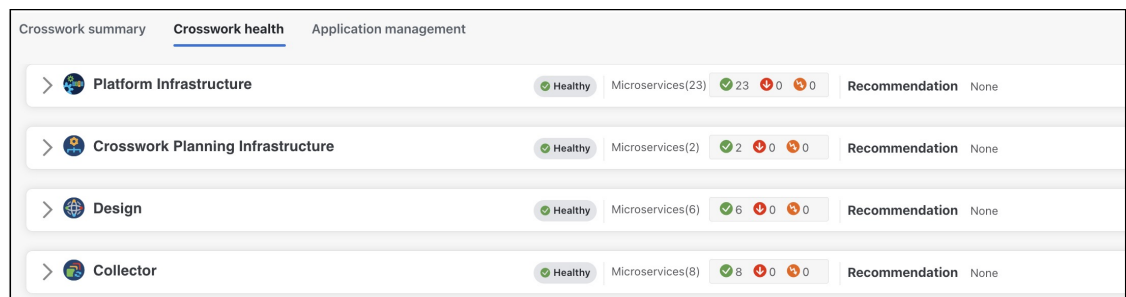 Crosswork summary Crosswork health Application management
Platform Infrastructure Healthy Microservices(23) 23 0 0 Recommendation None
Crosswork Planning Infrastructure Healthy Microservices(2) 2 0 0 Recommendation None
Design Healthy Microservices(6) 6 0 0 Recommendation None
Collector Healthy Microservices(8) 8 0 0 Recommendation None